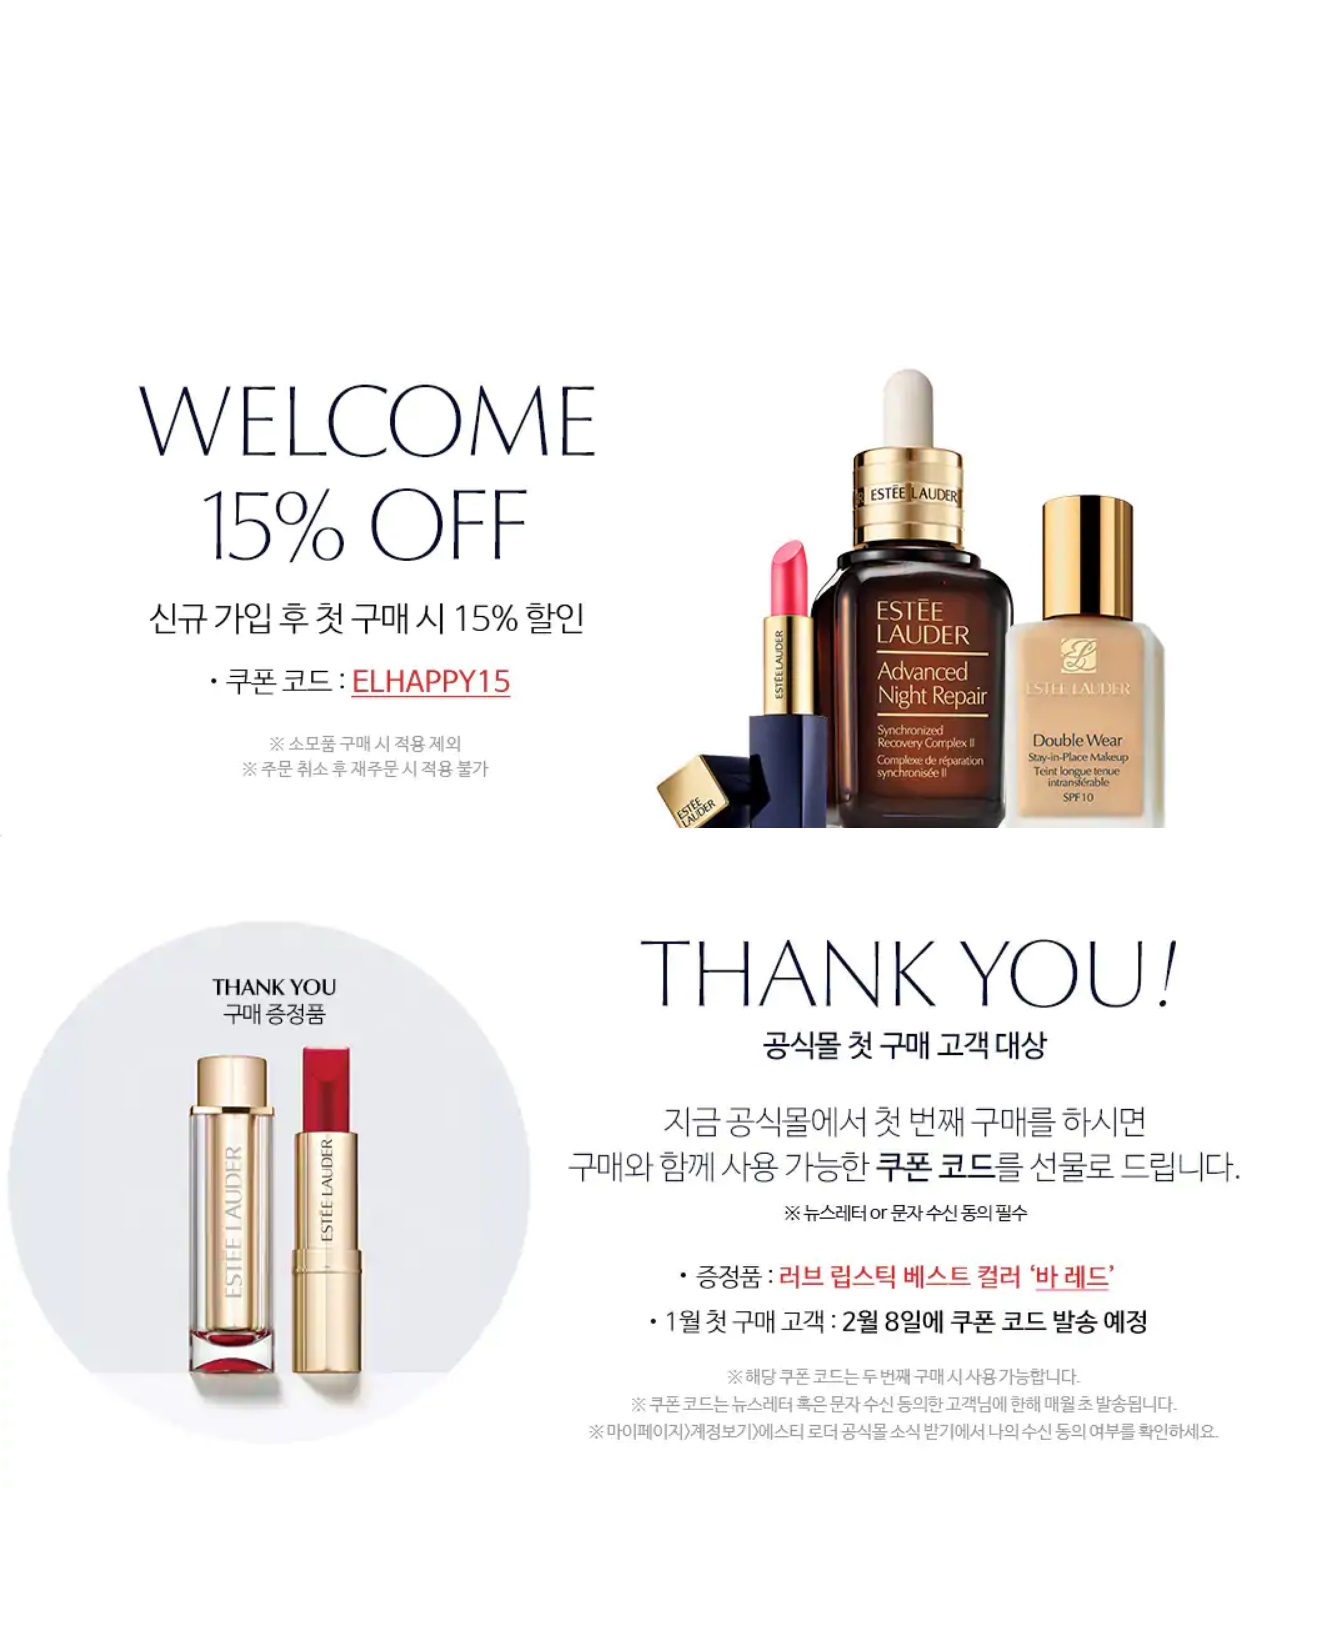 WELCOME
15% OFF
신규 가입 후 첫 구매 시 15% 할인
• 쿠폰 코드 : ELHAPPY15
※ 소모품 구매 시 적용 제외
※ 주문 취소 후 재주문 시 적용 불가
ESTĒE LAUDER
ESTĒE
LAUDER
Advanced
Night Repair
Synchronized
Recovery Complex II
Complexe de réparation
synchronisée II
ESTĒE LAUDER
ESTĒE
LAUDER
ESTĒE LAUDER
Double Wear
Stay-in-Place Makeup
Teint longue tenue
intransférable
SPF 10
THANK YOU
구매 증정품
ESTĒE LAUDER
ESTĒE LAUDER
THANK YOU!
공식몰 첫 구매 고객 대상
지금 공식몰에서 첫 번째 구매를 하시면
구매와 함께 사용 가능한 쿠폰 코드를 선물로 드립니다.
※ 뉴스레터 or 문자 수신 동의 필수
• 증정품 : 러브 립스틱 베스트 컬러 ‘바 레드’
• 1월 첫 구매 고객 : 2월 8일에 쿠폰 코드 발송 예정
※ 해당 쿠폰 코드는 두 번째 구매 시 사용 가능합니다.
※ 쿠폰 코드는 뉴스레터 혹은 문자 수신 동의한 고객님에 한해 매월 초 발송됩니다.
※ 마이페이지>계정보기>에스티 로더 공식몰 소식 받기에서 나의 수신 동의 여부를 확인하세요.